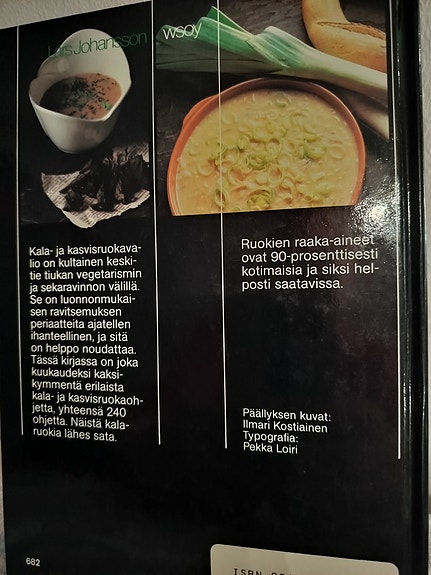 Lars Johansson
wsoy
Kala- ja kasvisruokava-
lio on kultainen keski-
tie tiukan vegetarismin
ja sekaravinnon välillä.
Se on luonnonmukai-
sen ravitsemuksen
periaatteita ajatellen
ihanteellinen, ja sitä
on helppo noudattaa.
Tässä kirjassa on joka
kuukaudeksi kaksi-
kymmentä erilaista
kala- ja kasvisruokaoh-
jetta, yhteensä 240
ohjetta. Näistä kala-
ruokia lähes sata.
Ruokien raaka-aineet
ovat 90-prosenttisesti
kotimaisia ja siksi hel-
posti saatavissa.
Päällyksen kuvat:
Ilmari Kostiainen
Typografia:
Pekka Loiri
682
ISBN 95